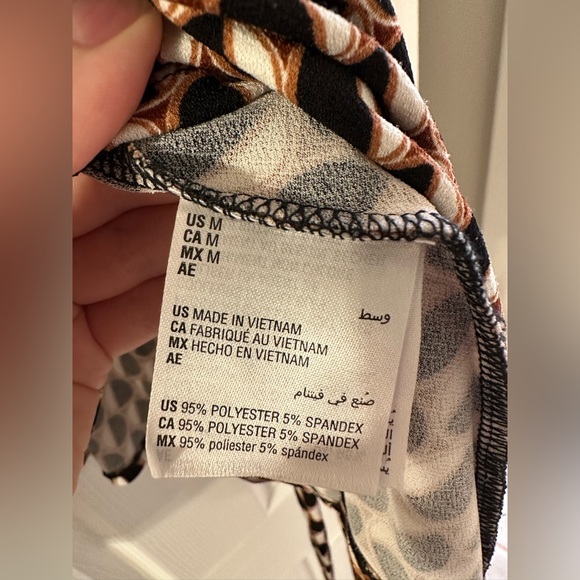 US M
CA M
MX M
AE
وسط
US MADE IN VIETNAM
CA FABRIQUÉ AU VIETNAM
MX HECHO EN VIETNAM
AE
صُنع في فيتنام
US 95% POLYESTER 5% SPANDEX
CA 95% POLYESTER 5% SPANDEX
MX 95% poliester 5% spándex